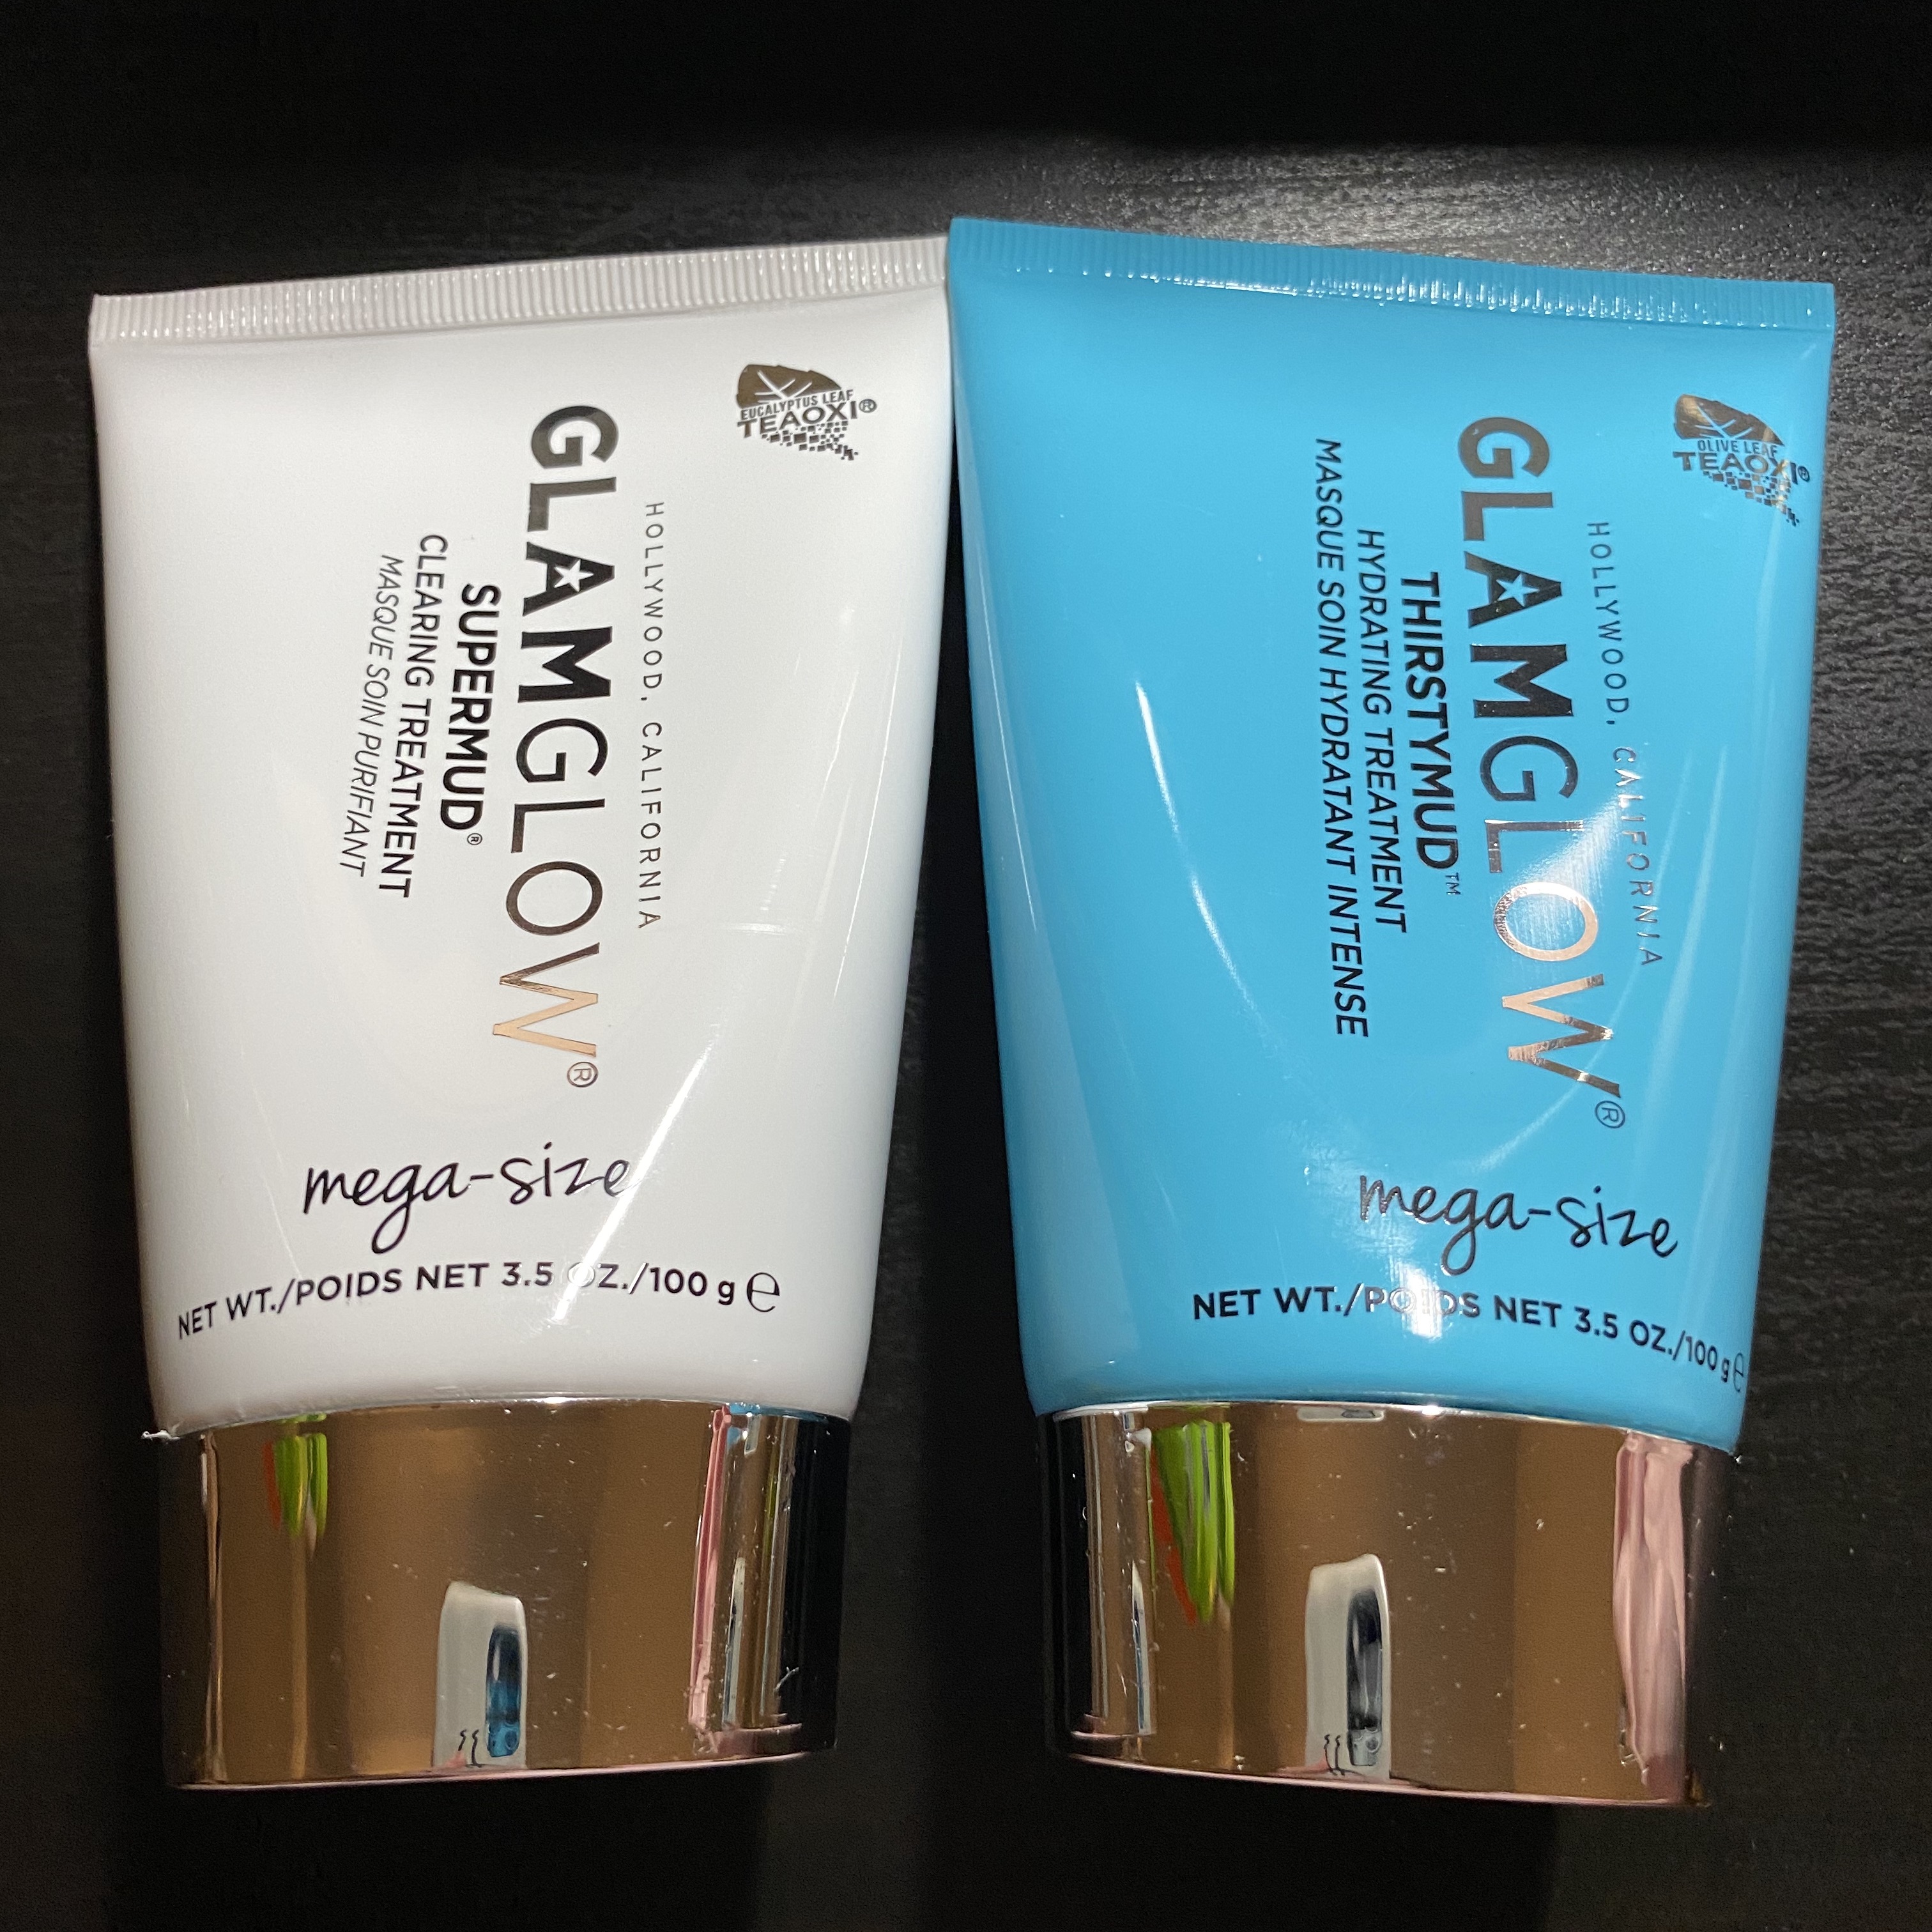 EUCALYPTUS LEAF
TEAOXI®
HOLLYWOOD, CALIFORNIA
GLAMGLOW®
SUPERMUD®
CLEARING TREATMENT
MASQUE SOIN PURIFIANT
mega-size
NET WT./POIDS NET 3.5 OZ./100 g ℮
OLIVE LEAF
TEAOXI®
HOLLYWOOD, CALIFORNIA
GLAMGLOW®
THIRSTYMUD™
HYDRATING TREATMENT
MASQUE SOIN HYDRATANT INTENSE
mega-size
NET WT./POIDS NET 3.5 OZ./100 g ℮